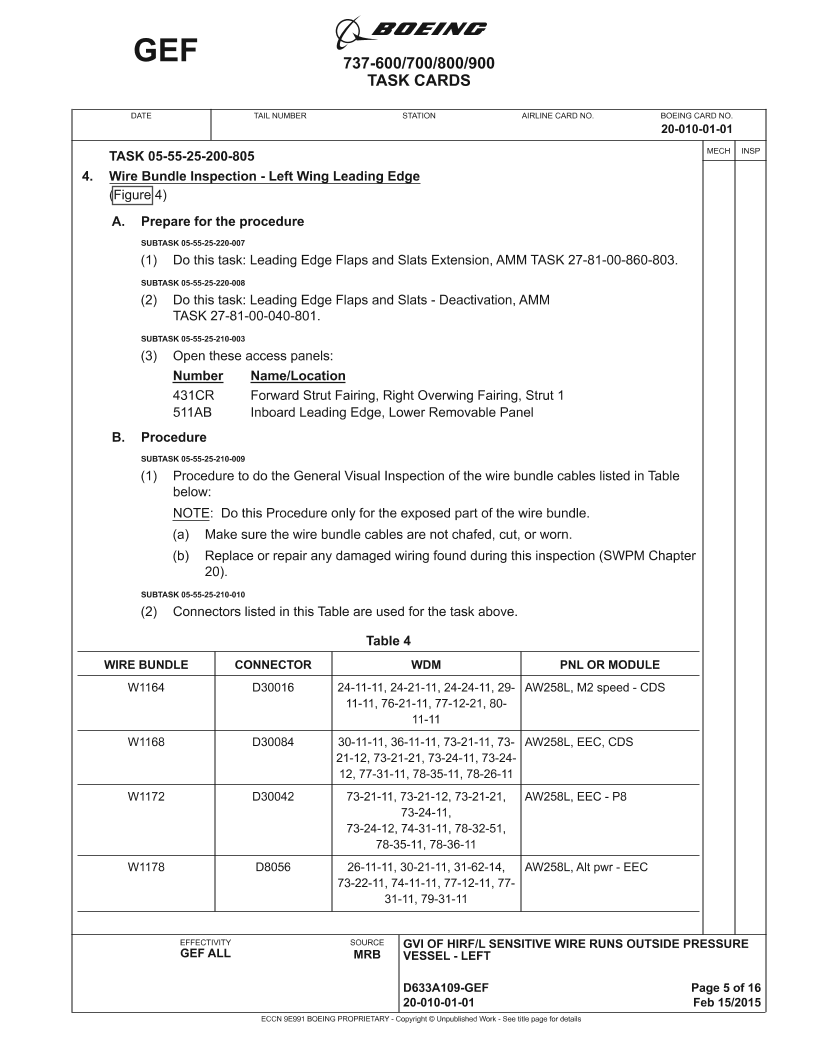 GEF
BOEING
737-600/700/800/900
TASK CARDS
DATE
TAIL NUMBER
STATION
AIRLINE CARD NO.
BOEING CARD NO.
20-010-01-01
MECH
INSP
TASK 05-55-25-200-805
4. Wire Bundle Inspection - Left Wing Leading Edge
(Figure 4)
A. Prepare for the procedure
SUBTASK 05-55-25-220-007
(1) Do this task: Leading Edge Flaps and Slats Extension, AMM TASK 27-81-00-860-803.
SUBTASK 05-55-25-220-008
(2) Do this task: Leading Edge Flaps and Slats - Deactivation, AMM
TASK 27-81-00-040-801.
SUBTASK 05-55-25-210-003
(3) Open these access panels:
Number Name/Location
431CR Forward Strut Fairing, Right Overwing Fairing, Strut 1
511AB Inboard Leading Edge, Lower Removable Panel
B. Procedure
SUBTASK 05-55-25-210-009
(1) Procedure to do the General Visual Inspection of the wire bundle cables listed in Table
below:
NOTE: Do this Procedure only for the exposed part of the wire bundle.
(a) Make sure the wire bundle cables are not chafed, cut, or worn.
(b) Replace or repair any damaged wiring found during this inspection (SWPM Chapter
20).
SUBTASK 05-55-25-210-010
(2) Connectors listed in this Table are used for the task above.
Table 4
WIRE BUNDLE CONNECTOR WDM PNL OR MODULE
W1164 D30016 24-11-11, 24-21-11, 24-24-11, 29- AW258L, M2 speed - CDS
11-11, 76-21-11, 77-12-21, 80-
11-11
W1168 D30084 30-11-11, 36-11-11, 73-21-11, 73- AW258L, EEC, CDS
21-12, 73-21-21, 73-24-11, 73-24-
12, 77-31-11, 78-35-11, 78-26-11
W1172 D30042 73-21-11, 73-21-12, 73-21-21, AW258L, EEC - P8
73-24-11,
73-24-12, 74-31-11, 78-32-51,
78-35-11, 78-36-11
W1178 D8056 26-11-11, 30-21-11, 31-62-14, AW258L, Alt pwr - EEC
73-22-11, 74-11-11, 77-12-11, 77-
31-11, 79-31-11
EFFECTIVITY
GEF ALL
SOURCE
MRB
GVI OF HIRF/L SENSITIVE WIRE RUNS OUTSIDE PRESSURE
VESSEL - LEFT
D633A109-GEF
20-010-01-01
Page 5 of 16
Feb 15/2015
ECCN 9E991 BOEING PROPRIETARY - Copyright © Unpublished Work - See title page for details